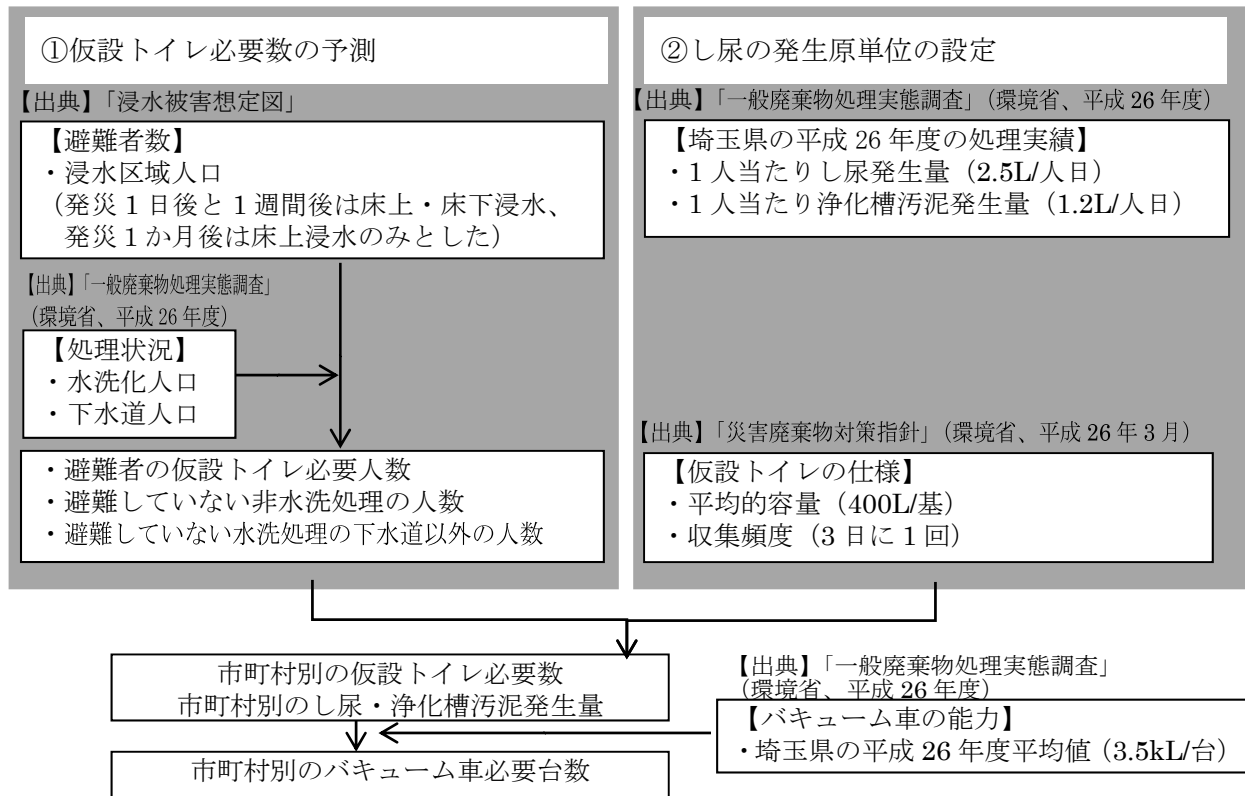 ①仮設トイレ必要数の予測
【出典】「浸水被害想定図」
【避難者数】
・浸水区域人口
（発災 1 日後と 1 週間後は床上・床下浸水、
発災 1 か月後は床上浸水のみとした）
【出典】「一般廃棄物処理実態調査」
（環境省、平成 26 年度）
【処理状況】
・水洗化人口
・下水道人口
・避難者の仮設トイレ必要人数
・避難していない非水洗処理の人数
・避難していない水洗処理の下水道以外の人数
②し尿の発生原単位の設定
【出典】「一般廃棄物処理実態調査」（環境省、平成 26 年度）
【埼玉県の平成 26 年度の処理実績】
・1 人当たりし尿発生量（2.5L/人日）
・1 人当たり浄化槽汚泥発生量（1.2L/人日）
【出典】「災害廃棄物対策指針」（環境省、平成 26 年 3 月）
【仮設トイレの仕様】
・平均的容量（400L/基）
・収集頻度（3 日に 1 回）
市町村別の仮設トイレ必要数
市町村別のし尿・浄化槽汚泥発生量
【出典】「一般廃棄物処理実態調査」
（環境省、平成 26 年度）
【バキューム車の能力】
・埼玉県の平成 26 年度平均値（3.5kL/台）
市町村別のバキューム車必要台数